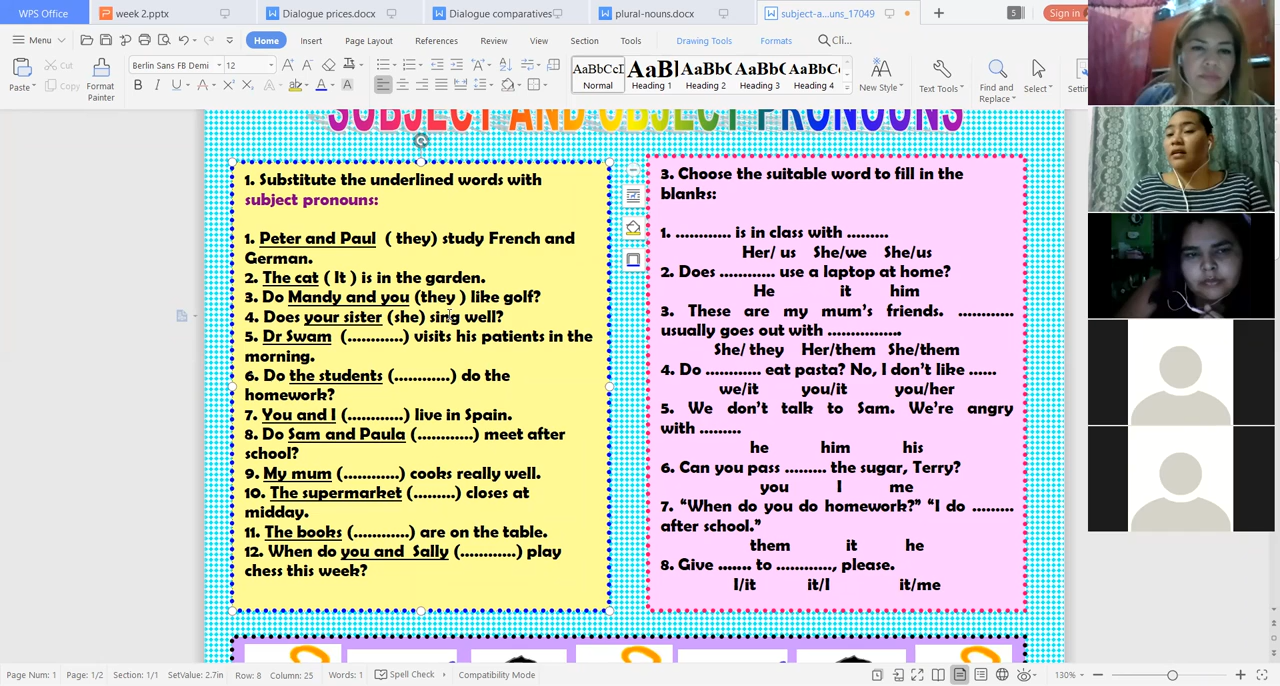 WPS Office
week 2.pptx
Dialogue prices.docx
Dialogue comparatives
plural-nouns.docx
subject-a...uns_17049
5
Sign in
Menu
Home
Insert
Page Layout
References
Review
View
Section
Tools
Drawing Tools
Formats
Cli...
Paste
Cut
Copy
Format Painter
Berlin Sans FB Demi
12
AaBbCcD
Normal
AaBl
Heading 1
AaBb(
Heading 2
AaBb(
Heading 3
AaBbC
Heading 4
New Style
Text Tools
Find and Replace
Select
Settin
SUBJECT AND OBJECT PRONOUNS
1. Substitute the underlined words with
subject pronouns:
1. Peter and Paul ( they) study French and
German.
2. The cat ( It ) is in the garden.
3. Do Mandy and you (they ) like golf?
4. Does your sister (she) sing well?
5. Dr Swam (............) visits his patients in the
morning.
6. Do the students (............) do the
homework?
7. You and I (............) live in Spain.
8. Do Sam and Paula (............) meet after
school?
9. My mum (............) cooks really well.
10. The supermarket (.........) closes at
midday.
11. The books (............) are on the table.
12. When do you and Sally (............) play
chess this week?
3. Choose the suitable word to fill in the
blanks:
1. ............ is in class with .........
Her/ us She/we She/us
2. Does ............ use a laptop at home?
He it him
3. These are my mum's friends. ............
usually goes out with ................
She/ they Her/them She/them
4. Do ............ eat pasta? No, I don't like ......
we/it you/it you/her
5. We don't talk to Sam. We're angry
with .........
he him his
6. Can you pass ......... the sugar, Terry?
you I me
7. “When do you do homework?” “I do .........
after school.”
them it he
8. Give ....... to ............, please.
I/it it/I it/me
Page Num: 1 Page: 1/2 Section: 1/1 SetValue: 2.7in Row: 8 Column: 25 Words: 1 Spell Check Compatibility Mode 130%